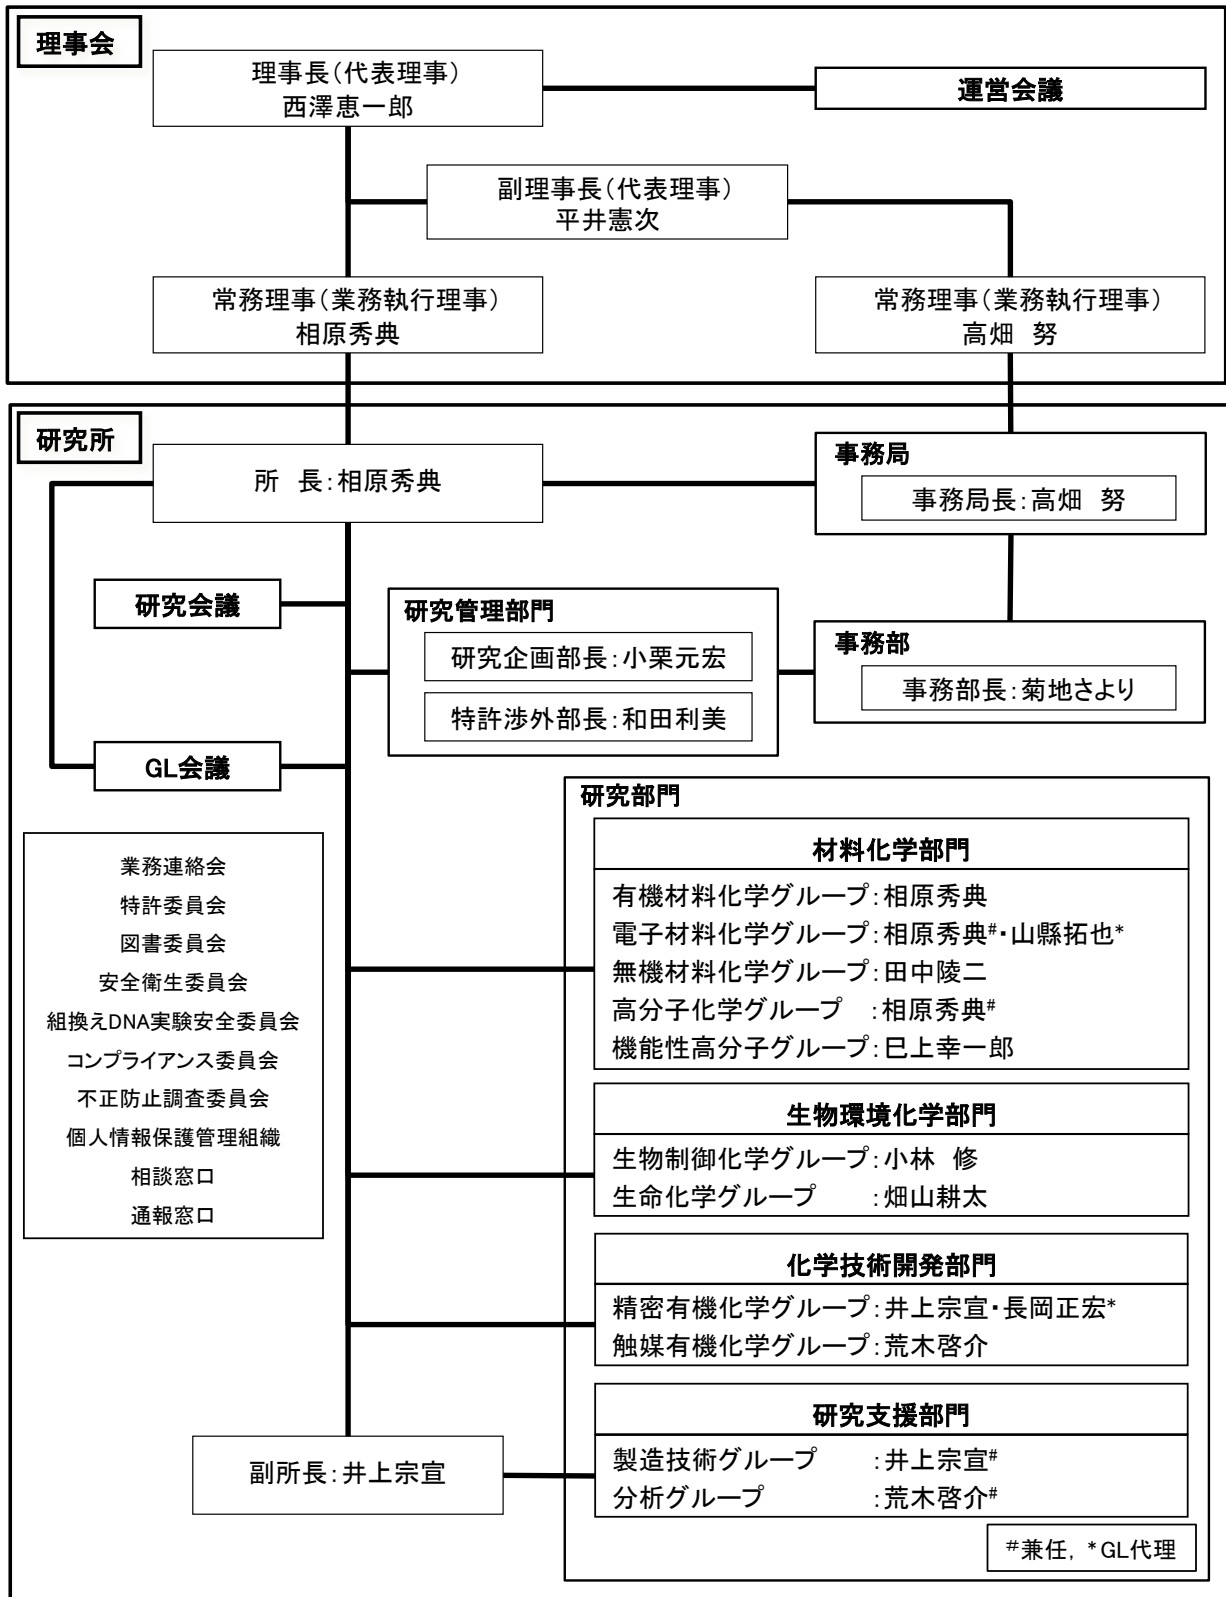 理事会
理事長(代表理事)
西澤恵一郎
運営会議
副理事長(代表理事)
平井憲次
常務理事(業務執行理事)
相原秀典
常務理事(業務執行理事)
高畑 努
研究所
所 長:相原秀典
事務局
事務局長:高畑 努
研究会議
研究管理部門
研究企画部長:小栗元宏
特許渉外部長:和田利美
事務部
事務部長:菊地さより
GL会議
業務連絡会
特許委員会
図書委員会
安全衛生委員会
組換えDNA実験安全委員会
コンプライアンス委員会
不正防止調査委員会
個人情報保護管理組織
相談窓口
通報窓口
研究部門
材料化学部門
有機材料化学グループ:相原秀典
電子材料化学グループ:相原秀典#・山縣拓也*
無機材料化学グループ:田中陵二
高分子化学グループ :相原秀典#
機能性高分子グループ:巳上幸一郎
生物環境化学部門
生物制御化学グループ:小林 修
生命化学グループ :畑山耕太
化学技術開発部門
精密有機化学グループ:井上宗宣・長岡正宏*
触媒有機化学グループ:荒木啓介
副所長:井上宗宣
研究支援部門
製造技術グループ :井上宗宣#
分析グループ :荒木啓介#
#兼任, *GL代理